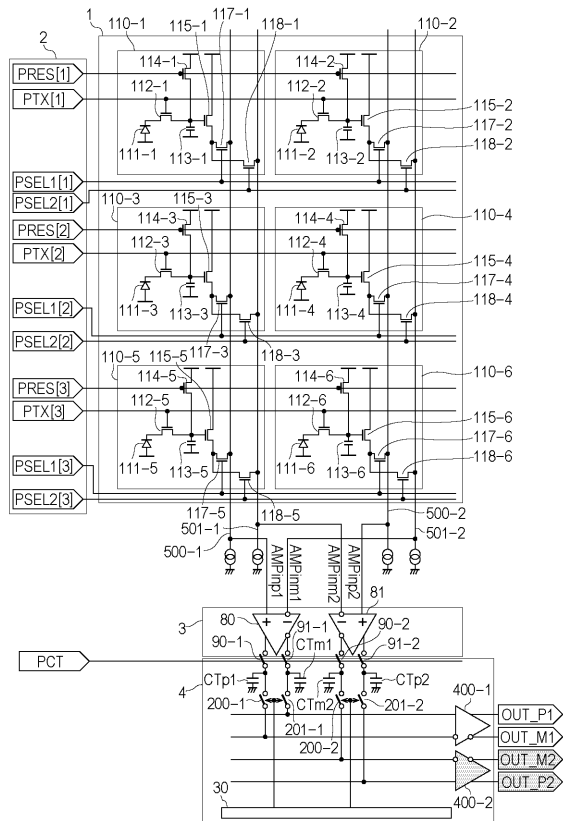 1
110-1
115-1
117-1
118-1
110-2
2
PRES[1]
114-1
114-2
PTX[1]
112-1
112-2
115-2
111-1
113-1
111-2
113-2
117-2
118-2
PSEL1[1]
PSEL2[1]
110-3
115-3
110-4
PRES[2]
114-3
114-4
PTX[2]
112-3
112-4
115-4
111-3
113-3
111-4
113-4
117-4
118-4
PSEL1[2]
PSEL2[2]
117-3
118-3
110-5
115-5
110-6
PRES[3]
114-5
114-6
PTX[3]
112-5
112-6
115-6
111-5
113-5
111-6
113-6
117-6
118-6
PSEL1[3]
PSEL2[3]
117-5
118-5
501-1
500-1
500-2
501-2
AMPinp1
AMPinm1
AMPinm2
AMPinp2
80
81
+
−
−
+
3
90-1
91-1
90-2
91-2
PCT
CTp1
CTm1
CTm2
CTp2
4
200-1
201-1
200-2
201-2
400-1
OUT_P1
OUT_M1
OUT_M2
OUT_P2
400-2
30